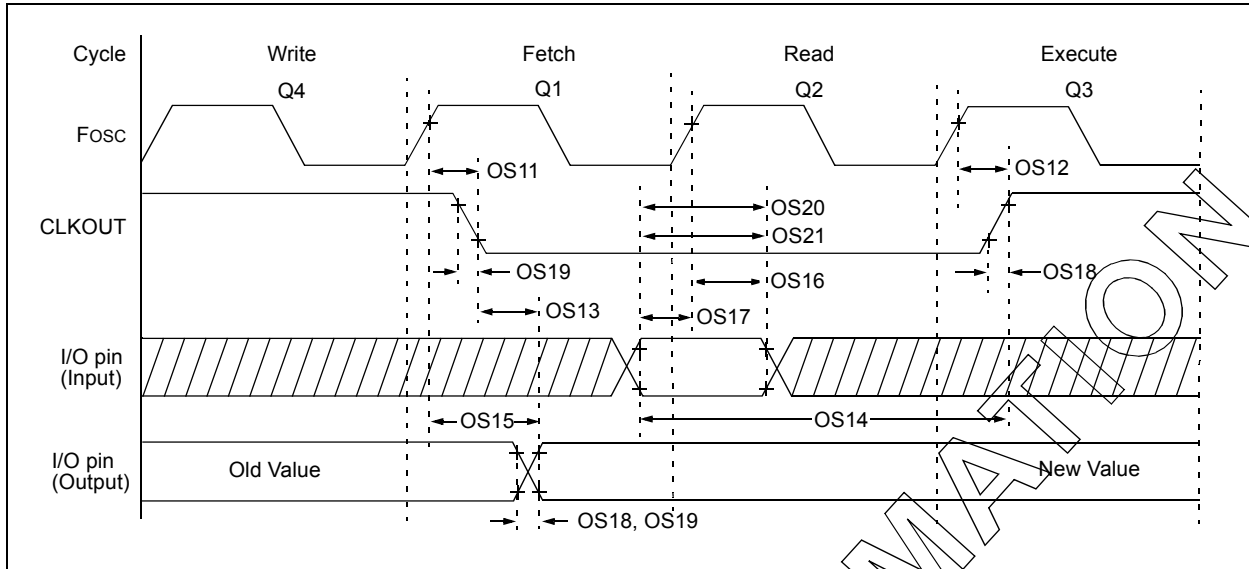 Cycle Write Fetch Read Execute
Q4 Q1 Q2 Q3
FOSC
OS11 OS12
OS20
CLKOUT
OS21
OS19 OS16 OS18
OS13 OS17
I/O pin
(Input)
OS15 OS14
I/O pin
(Output)
Old Value New Value
OS18, OS19
MATION